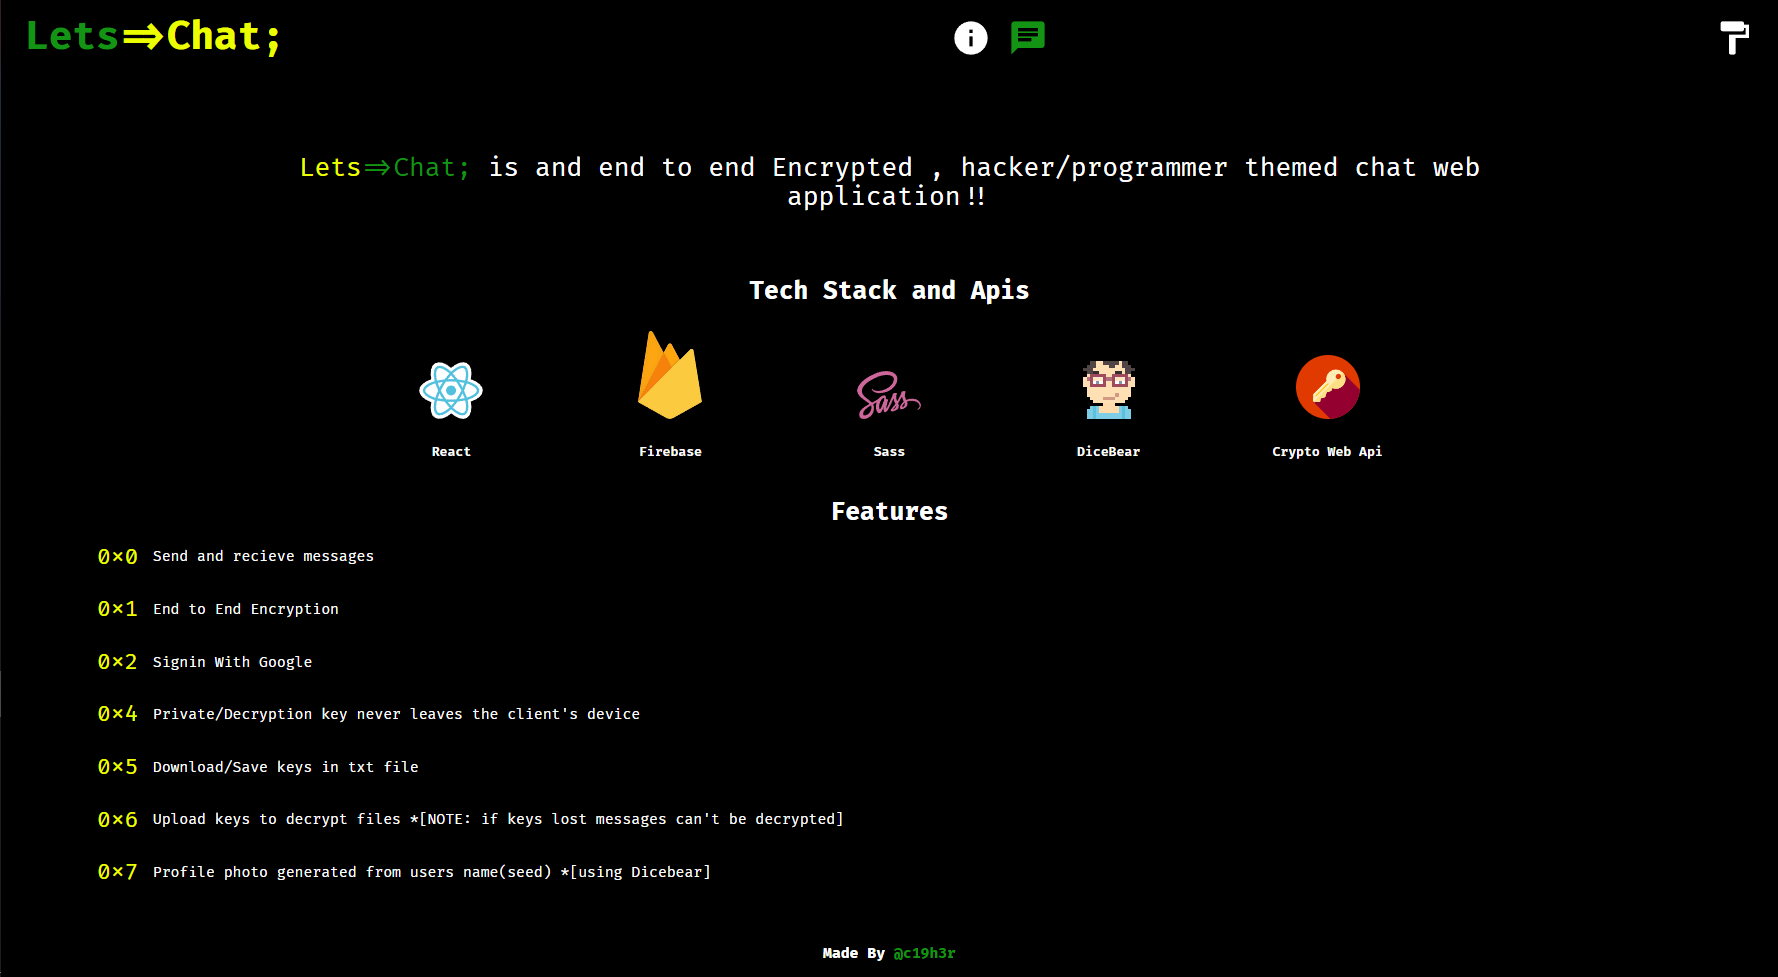 Lets=>Chat;
Lets=>Chat; is and end to end Encrypted , hacker/programmer themed chat web
application!!
Tech Stack and Apis
Sass
React
Firebase
Sass
DiceBear
Crypto Web Api
Features
0x0 Send and recieve messages
0x1 End to End Encryption
0x2 Signin With Google
0x4 Private/Decryption key never leaves the client's device
0x5 Download/Save keys in txt file
0x6 Upload keys to decrypt files *[NOTE: if keys lost messages can't be decrypted]
0x7 Profile photo generated from users name(seed) *[using Dicebear]
Made By @c19h3r